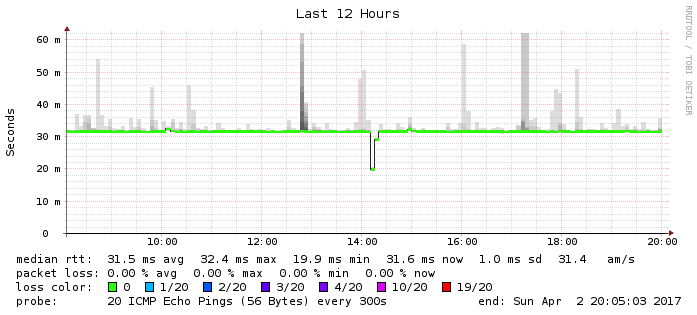 Last 12 Hours
RRDTOOL / TOBI OETIKER
Seconds
60 m
50 m
40 m
30 m
20 m
10 m
0
10:00 12:00 14:00 16:00 18:00 20:00
median rtt: 31.5 ms avg 32.4 ms max 19.9 ms min 31.6 ms now 1.0 ms sd 31.4 am/s
packet loss: 0.00 % avg 0.00 % max 0.00 % min 0.00 % now
loss color: 0 1/20 2/20 3/20 4/20 10/20 19/20
probe: 20 ICMP Echo Pings (56 Bytes) every 300s end: Sun Apr 2 20:05:03 2017